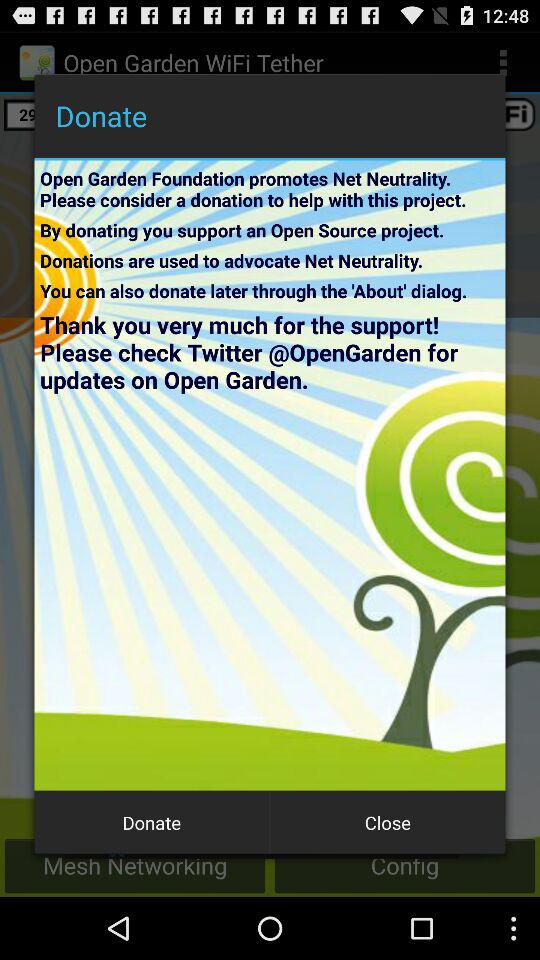 12:48
Open Garden WiFi Tether
29
Fi
Donate
Open Garden Foundation promotes Net Neutrality.
Please consider a donation to help with this project.
By donating you support an Open Source project.
Donations are used to advocate Net Neutrality.
You can also donate later through the 'About' dialog.
Thank you very much for the support!
Please check Twitter @OpenGarden for
updates on Open Garden.
Donate
Close
Mesh Networking
Config